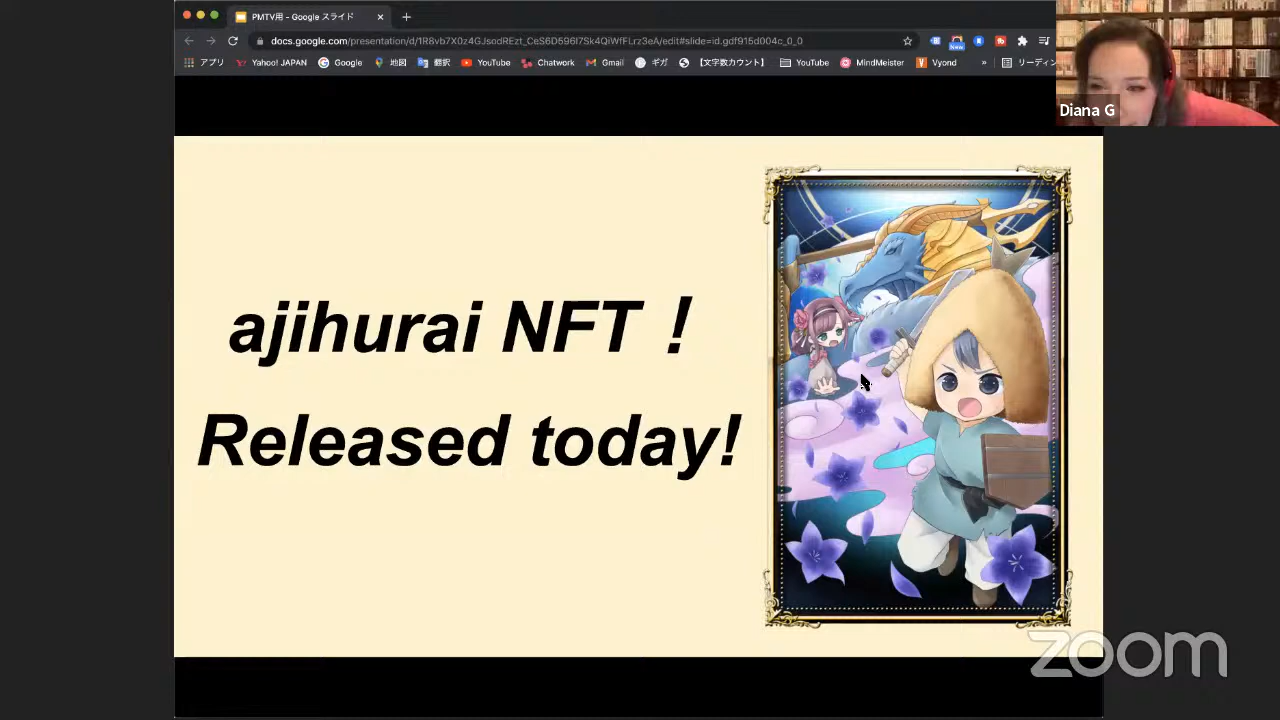 PMTV用 - Google スライド
docs.google.com/presentation/d/1R8vb7X0z4GJsodREzt_CeS6D596I7Sk4QiWfFLrz3eA/edit#slide=id.gdf915d004c_0_0
New
アプリ Yahoo! JAPAN Google 地図 翻訳 YouTube Chatwork Gmail ギガ 【文字数カウント】 YouTube MindMeister Vyond » リーディン
Diana G
ajihurai NFT！
Released today!
zoom